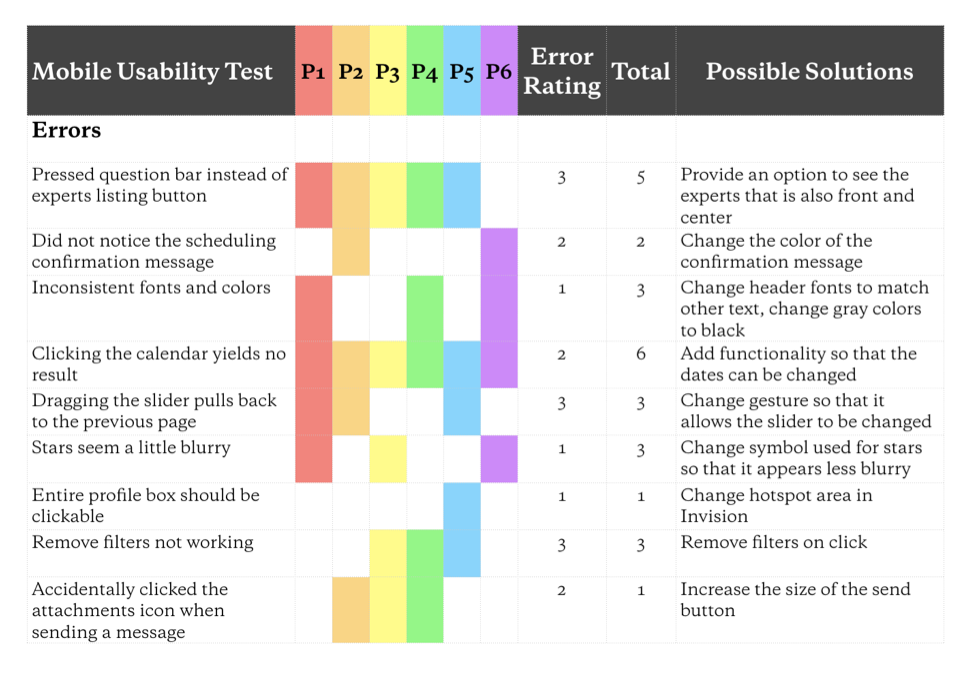 Mobile Usability Test P1 P2 P3 P4 P5 P6 Error Rating Total Possible Solutions
Errors
Pressed question bar instead of 3 5 Provide an option to see the
experts listing button experts that is also front and
center
Did not notice the scheduling 2 2 Change the color of the
confirmation message confirmation message
Inconsistent fonts and colors 1 3 Change header fonts to match
other text, change gray colors
to black
Clicking the calendar yields no 2 6 Add functionality so that the
result dates can be changed
Dragging the slider pulls back 3 3 Change gesture so that it
to the previous page allows the slider to be changed
Stars seem a little blurry 1 3 Change symbol used for stars
so that it appears less blurry
Entire profile box should be 1 1 Change hotspot area in
clickable Invision
Remove filters not working 3 3 Remove filters on click
Accidentally clicked the 2 1 Increase the size of the send
attachments icon when button
sending a message